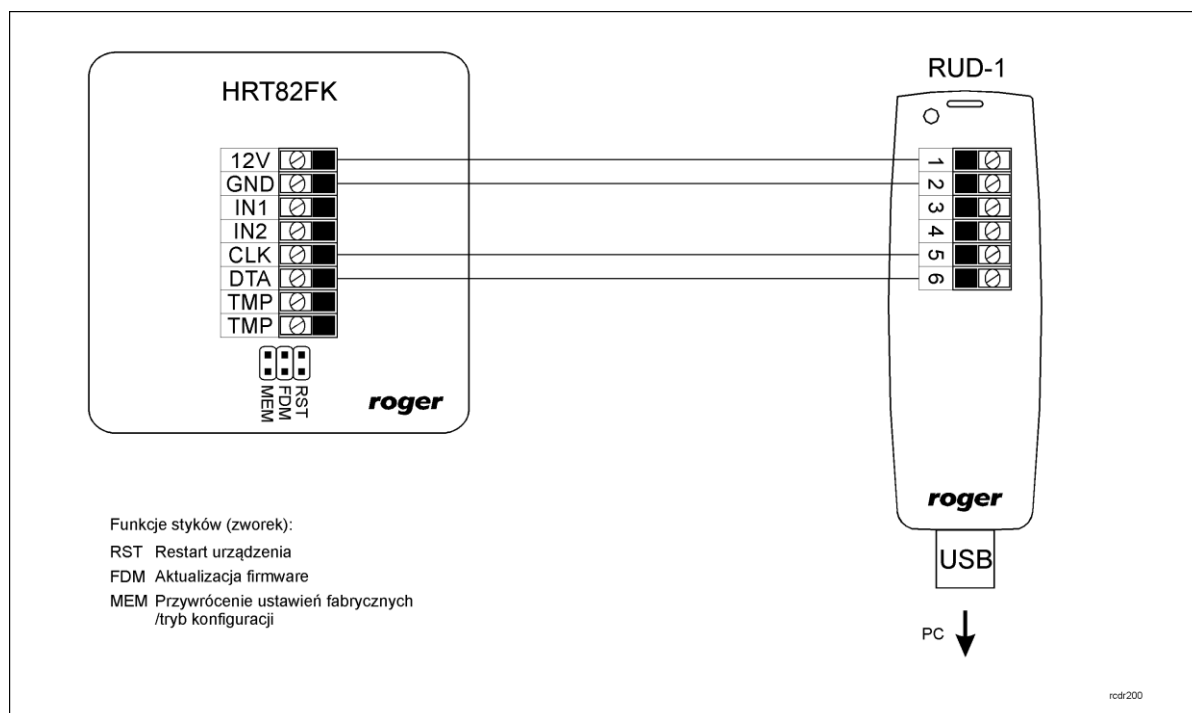 HRT82FK
12V
GND
IN1
IN2
CLK
DTA
TMP
TMP
MEM
FDM
RST
roger
RUD-1
1
2
3
4
5
6
roger
USB
PC
Funkcje styków (zworek):
RST Restart urządzenia
FDM Aktualizacja firmware
MEM Przywrócenie ustawień fabrycznych
/tryb konfiguracji
rcdr200